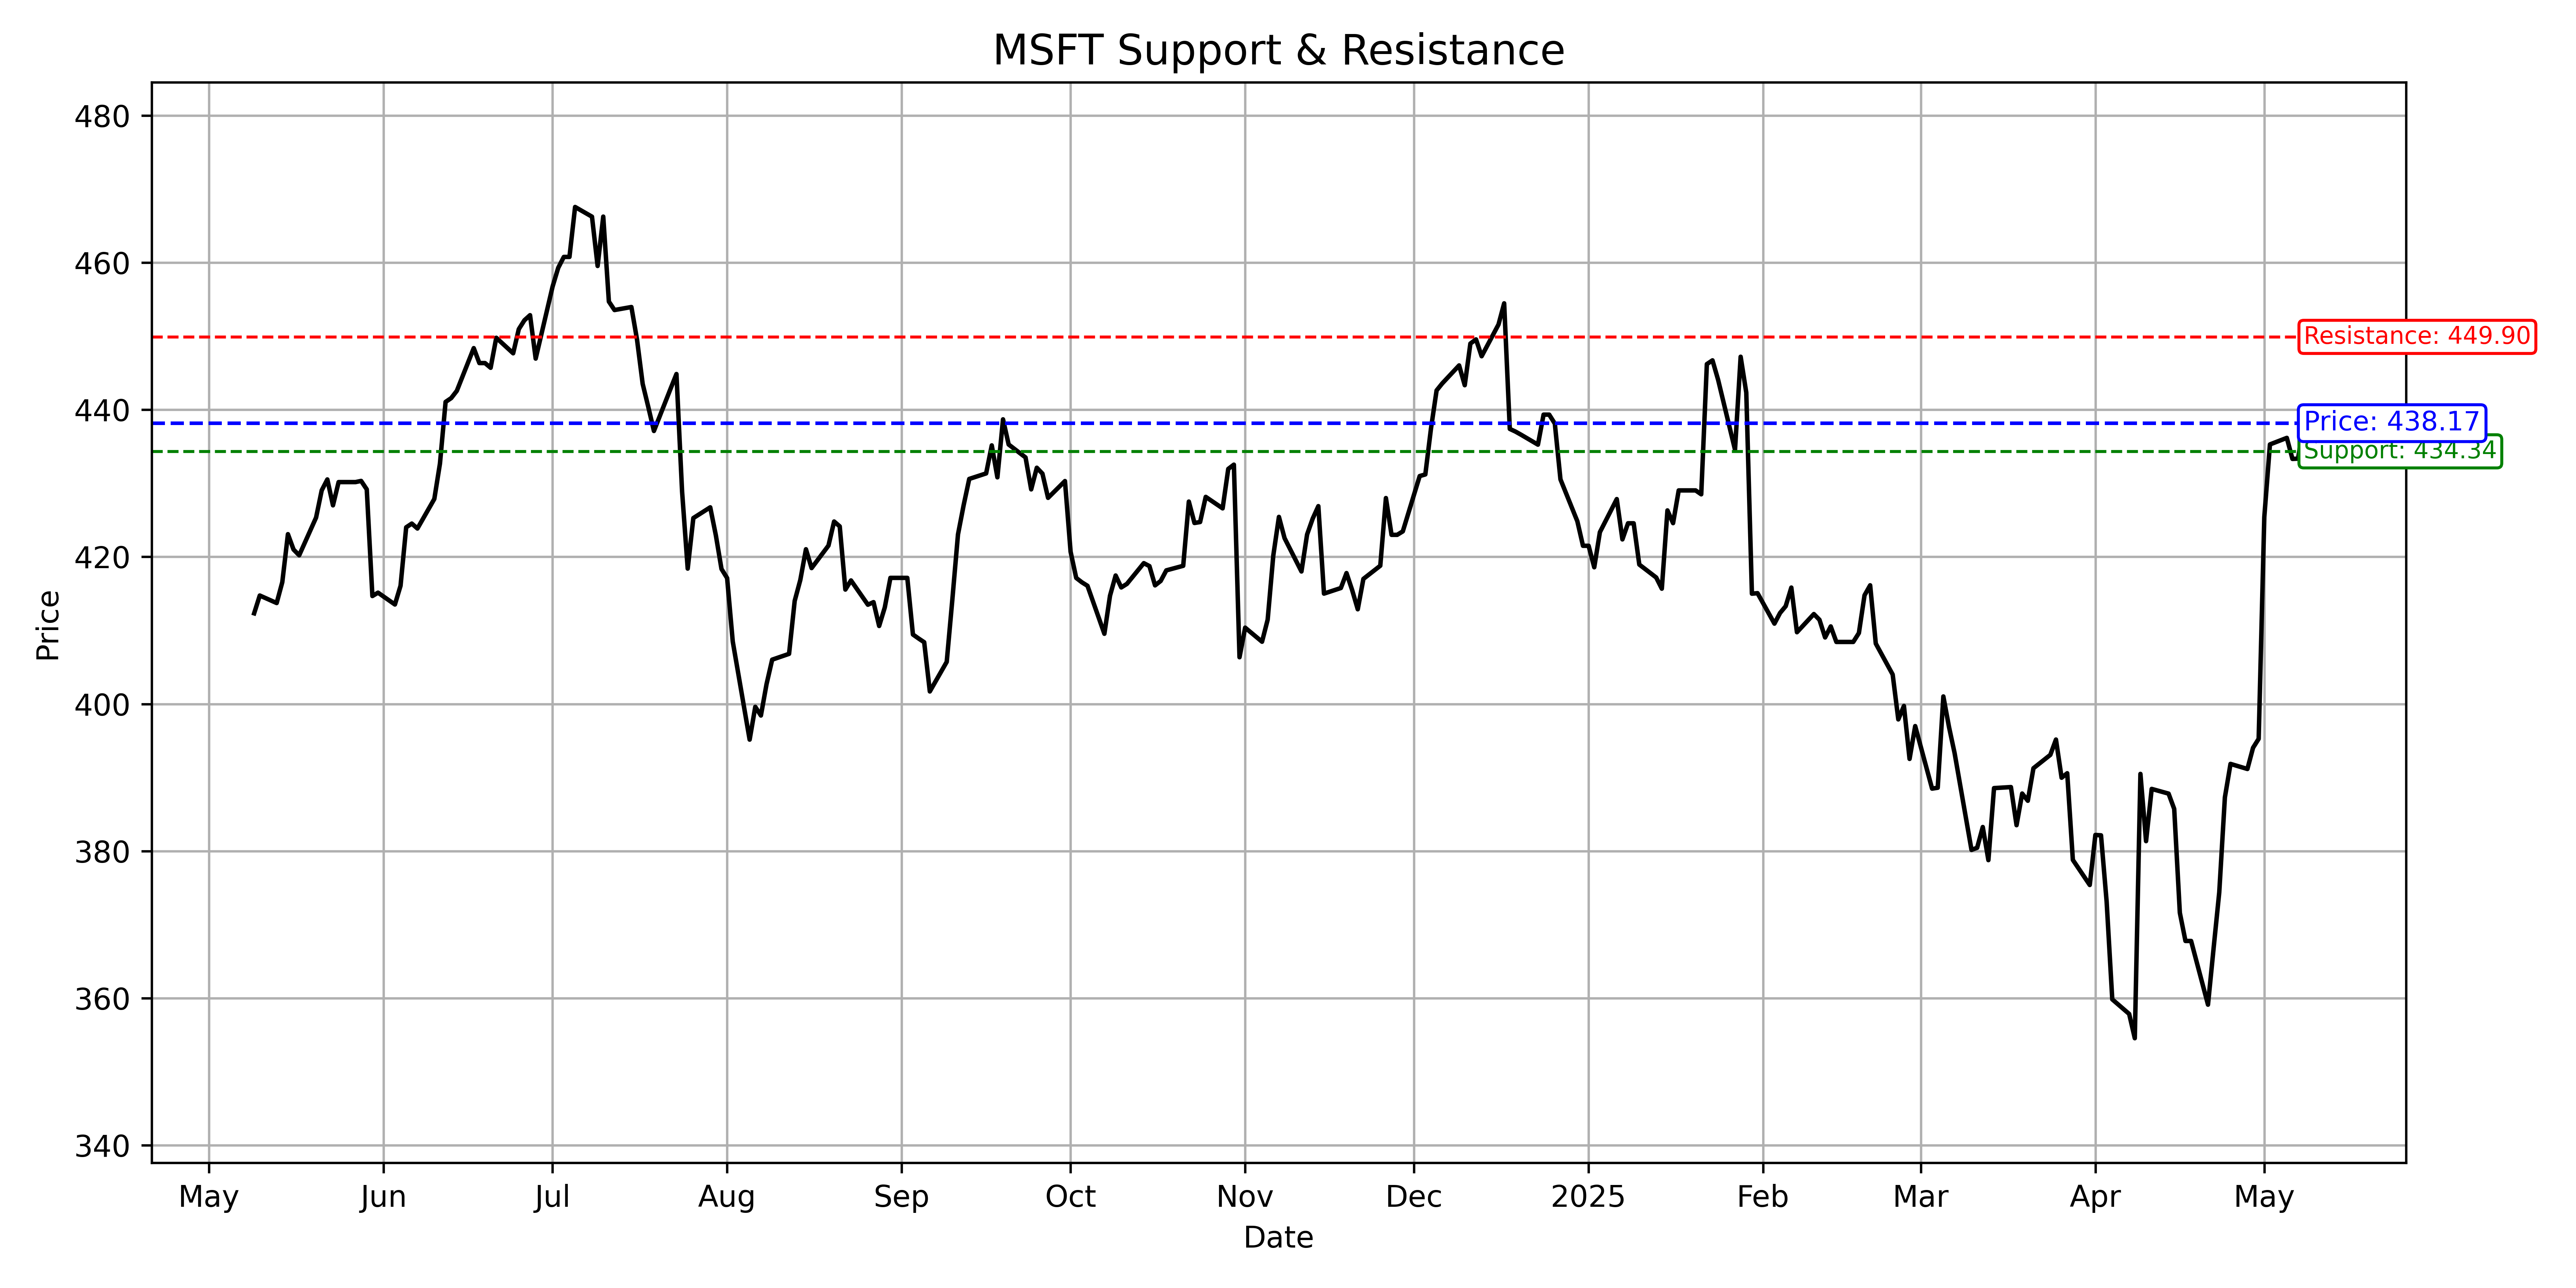 MSFT Support & Resistance
Price
480
460
440
420
400
380
360
340
Resistance: 449.90
Price: 438.17
Support: 434.34
May Jun Jul Aug Sep Oct Nov Dec 2025 Feb Mar Apr May
Date